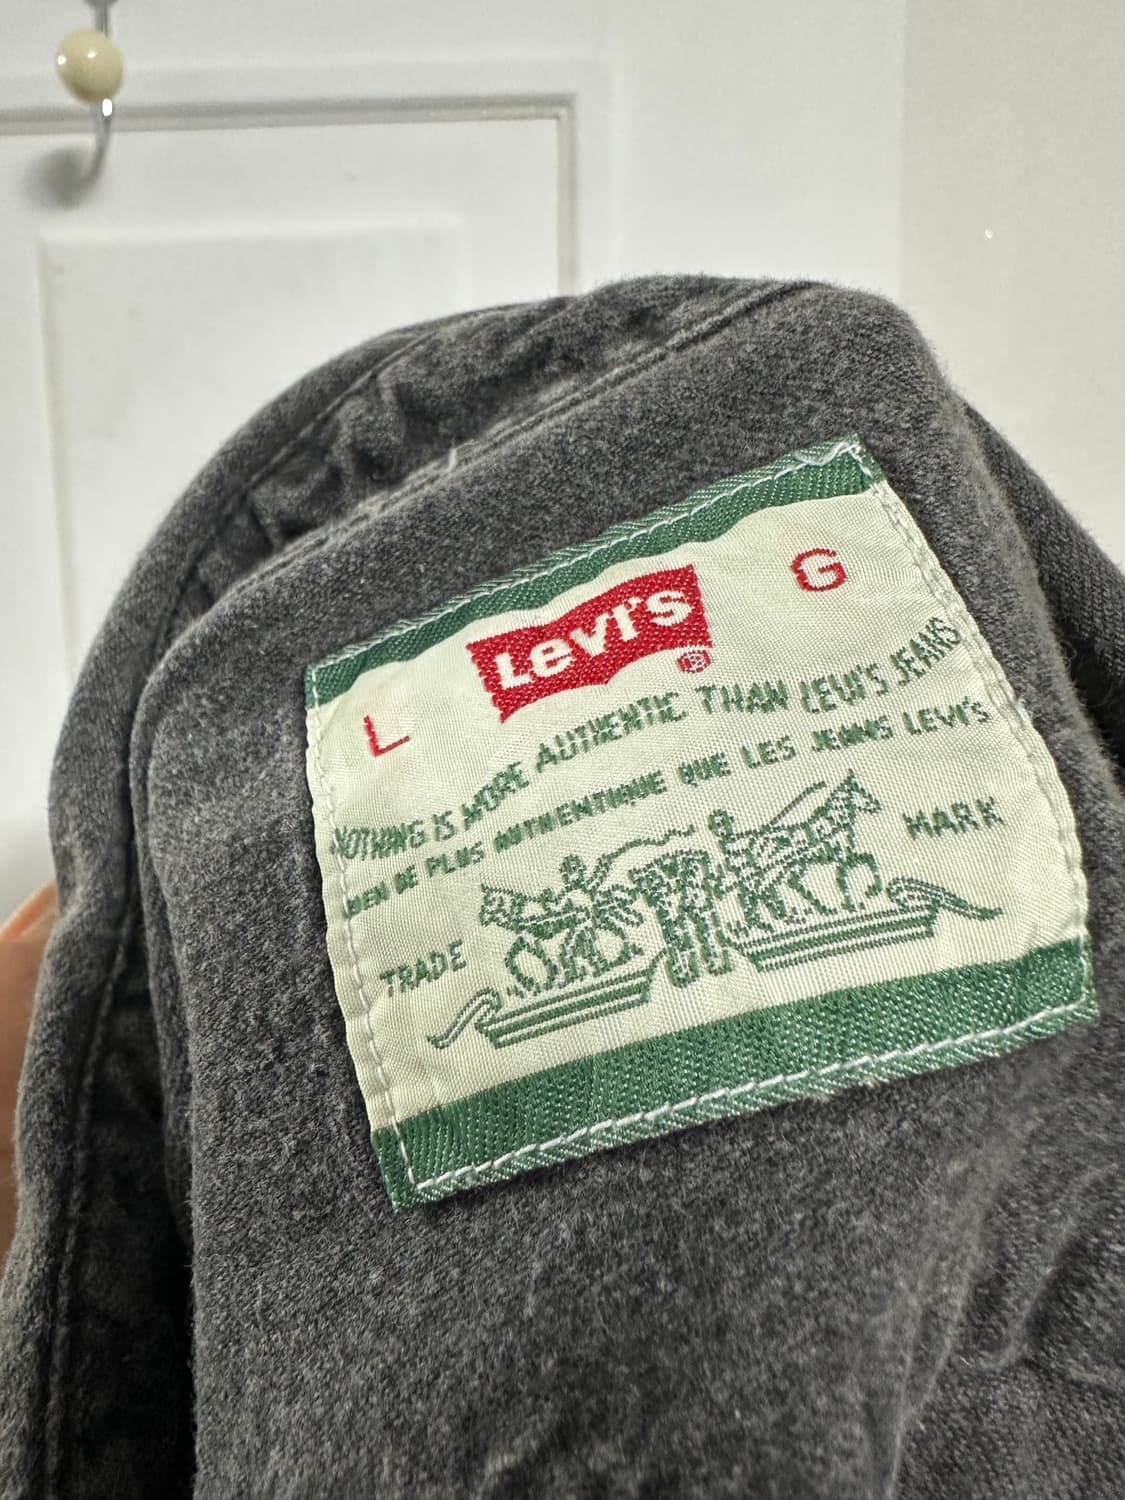 Levi's ®
L G
NOTHING IS MORE AUTHENTIC THAN LEVI'S JEANS
RIEN DE PLUS AUTHENTIQUE QUE LES JEANS LEVI'S
TRADE MARK